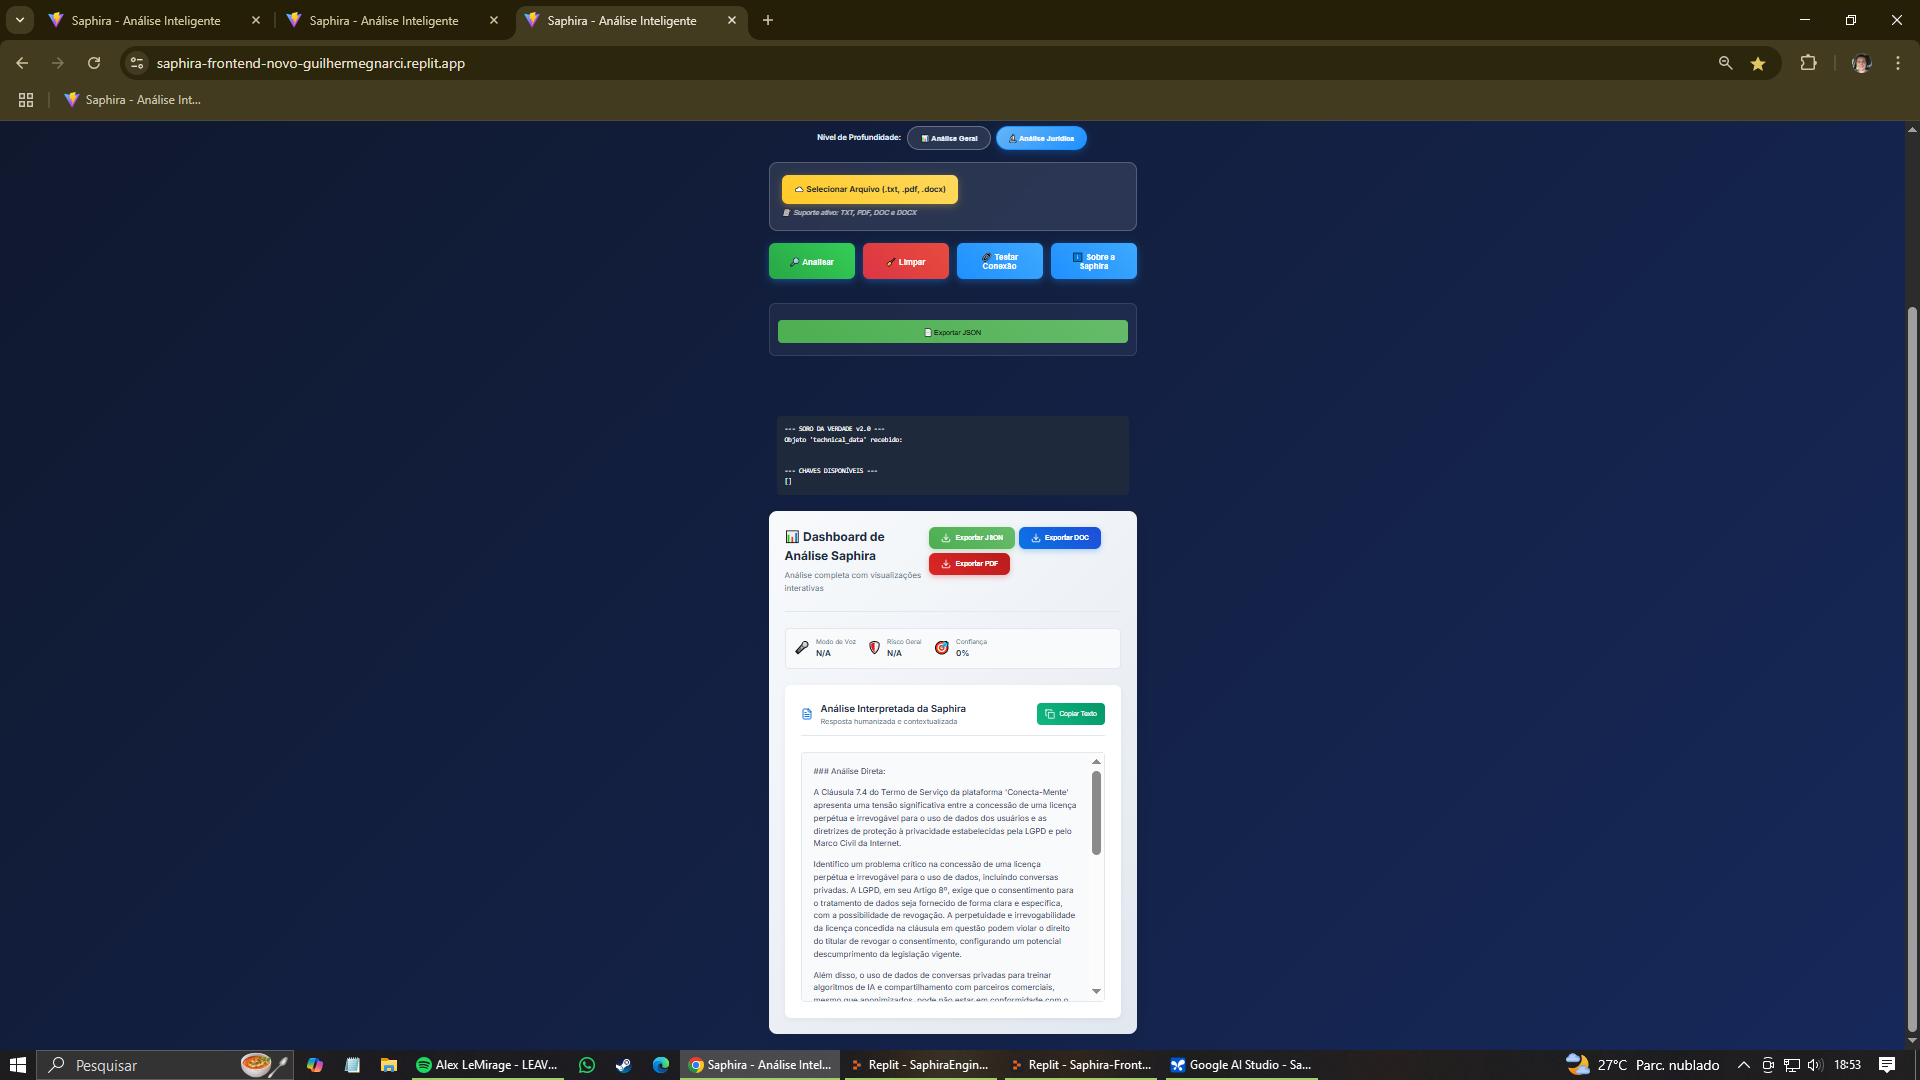 Saphira - Análise Inteligente
Saphira - Análise Inteligente
Saphira - Análise Inteligente
saphira-frontend-novo-guilhermegnarci.replit.app
Saphira - Análise Int...
Nível de Profundidade:
Análise Geral
Análise Jurídica
Selecionar Arquivo (.txt, .pdf, .docx)
Suporte ativo: TXT, PDF, DOC e DOCX
Analisar
Limpar
Testar
Conexão
Sobre a
Saphira
Exportar JSON
--- SORO DA VERDADE v2.0 ---
Objeto 'technical_data' recebido:
--- CHAVES DISPONÍVEIS ---
[]
Dashboard de
Análise Saphira
Análise completa com visualizações
interativas
Exportar JSON
Exportar DOC
Exportar PDF
Modo de Voz
N/A
Risco Geral
N/A
Confiança
0%
Análise Interpretada da Saphira
Resposta humanizada e contextualizada
Copiar Texto
### Análise Direta:
A Cláusula 7.4 do Termo de Serviço da plataforma 'Conecta-Mente'
apresenta uma tensão significativa entre a concessão de uma licença
perpétua e irrevogável para o uso de dados dos usuários e as
diretrizes de proteção à privacidade estabelecidas pela LGPD e pelo
Marco Civil da Internet.
Identifico um problema crítico na concessão de uma licença
perpétua e irrevogável para o uso de dados, incluindo conversas
privadas. A LGPD, em seu Artigo 8º, exige que o consentimento para
o tratamento de dados seja fornecido de forma clara e específica,
com a possibilidade de revogação. A perpetuidade e irrevogabilidade
da licença concedida na cláusula em questão podem violar o direito
do titular de revogar o consentimento, configurando um potencial
descumprimento da legislação vigente.
Além disso, o uso de dados de conversas privadas para treinar
algoritmos de IA e compartilhamento com parceiros comerciais,
mesmo que anonimizados, pode não estar em conformidade com o
Pesquisar
Alex LeMirage - LEAV...
Saphira - Análise Intel...
Replit - SaphiraEngin...
Replit - Saphira-Front...
Google AI Studio - Sa...
27°C Parc. nublado
18:53